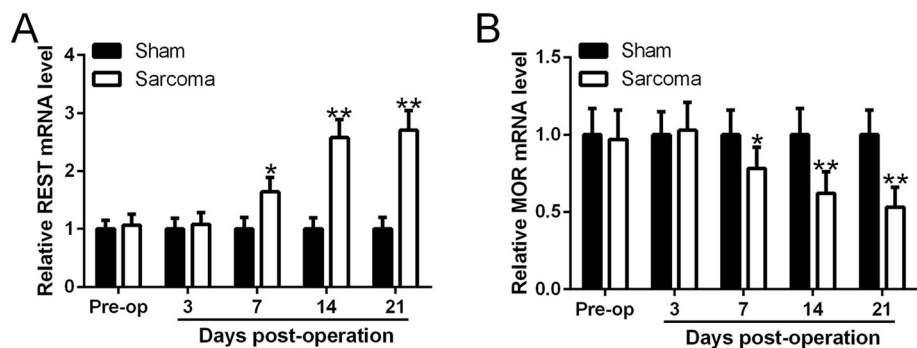 A
Relative REST mRNA level
4
3
2
1
0
Sham
Sarcoma
*
**
**
Pre-op 3 7 14 21
Days post-operation
B
Relative MOR mRNA level
1.5
1.0
0.5
0.0
Sham
Sarcoma
*
**
**
Pre-op 3 7 14 21
Days post-operation